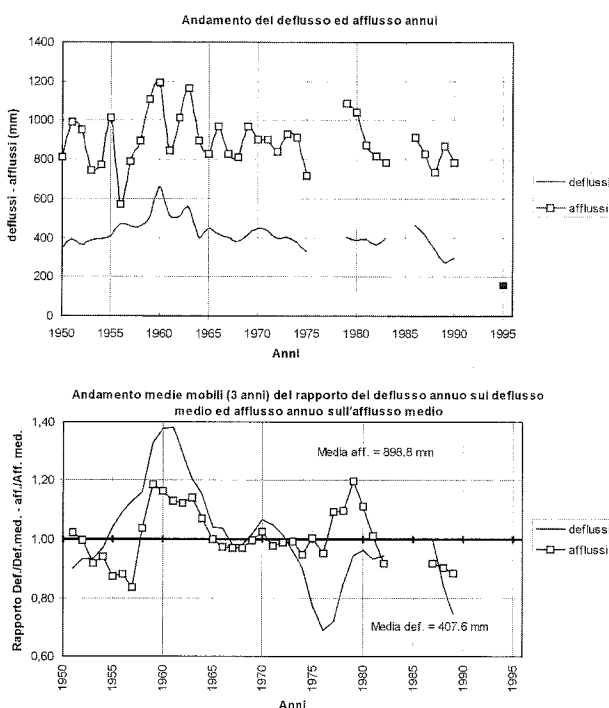 Andamento del deflusso ed afflusso annui
deflussi - afflussi (mm)
1400
1200
1000
800
600
400
200
0
1950 1955 1960 1965 1970 1975 1980 1985 1990 1995
Anni
deflussi
afflussi
Andamento medie mobili (3 anni) del rapporto del deflusso annuo sul deflusso
medio ed afflusso annuo sull'afflusso medio
Rapporto Def./Def.med. - aff./Aff. med.
1,40
1,20
1,00
0,80
0,60
Media aff. = 898.8 mm
Media def. = 407.6 mm
1950 1955 1960 1965 1970 1975 1980 1985 1990 1995
Anni
deflussi
afflussi